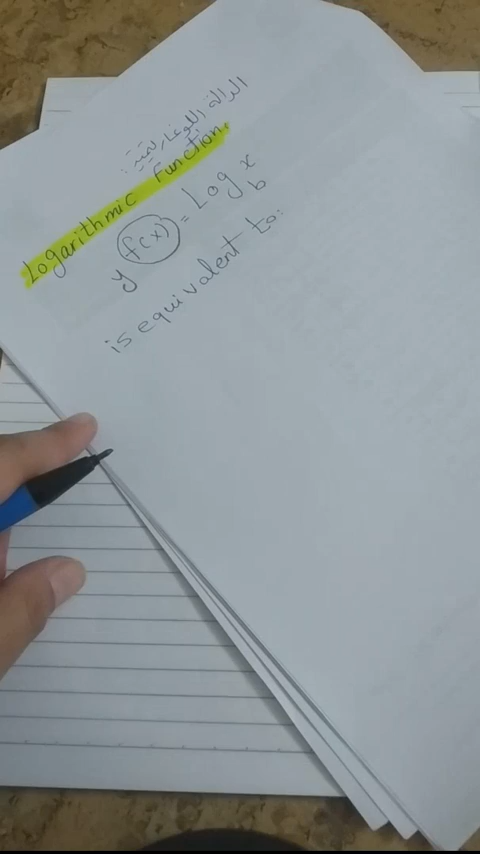 الدالة اللوغاريتمية :
Logarithmic Function,
y f(x) = Log x b
is equivalent to: